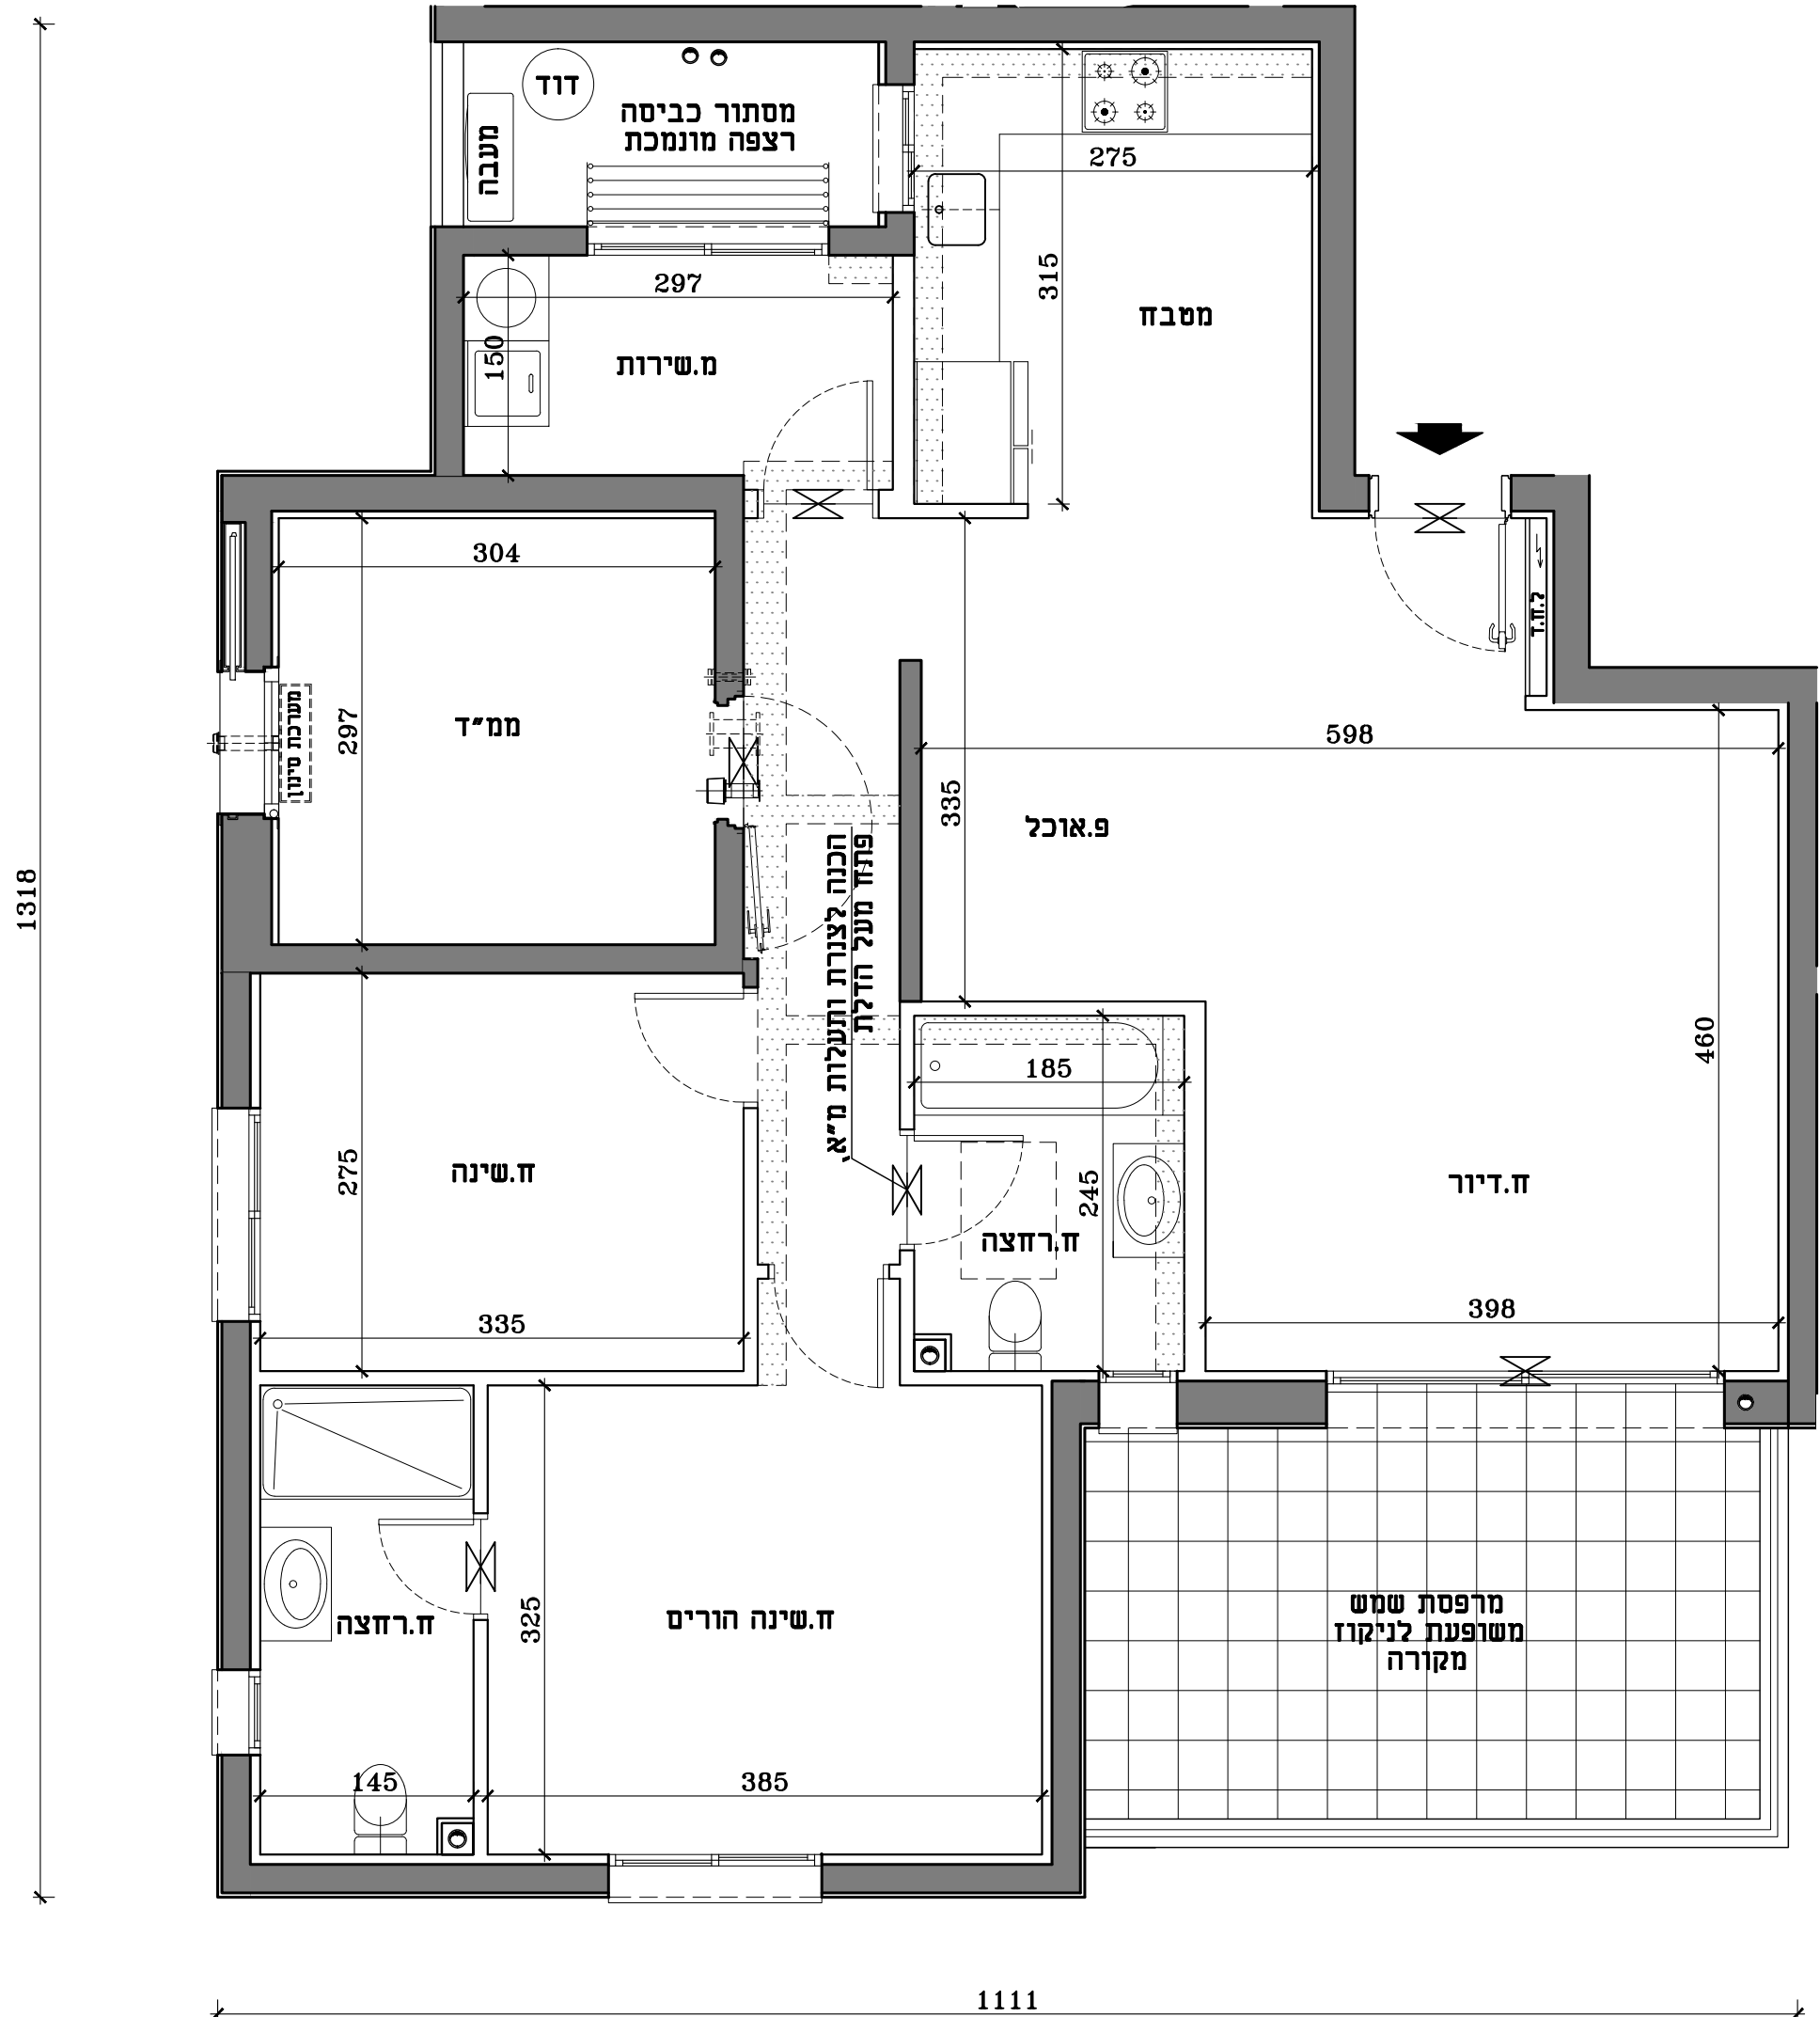 דוד
מסתור כביסה
רצפה מונמכת
מעבה
275
315
מטבח
297
150
מ.שירות
304
297
ממ״ד
מערכת סינון
ל.ח.ד
598
335
פ.אוכל
הכנה לצנרת ותעלות מ״א,
פתח מעל הדלת
1318
460
185
245
ח.רחצה
275
ח.שינה
335
ח.דיור
398
325
ח.רחצה
ח.שינה הורים
145
385
מרפסת שמש
משופעת לניקוז
מקורה
1111